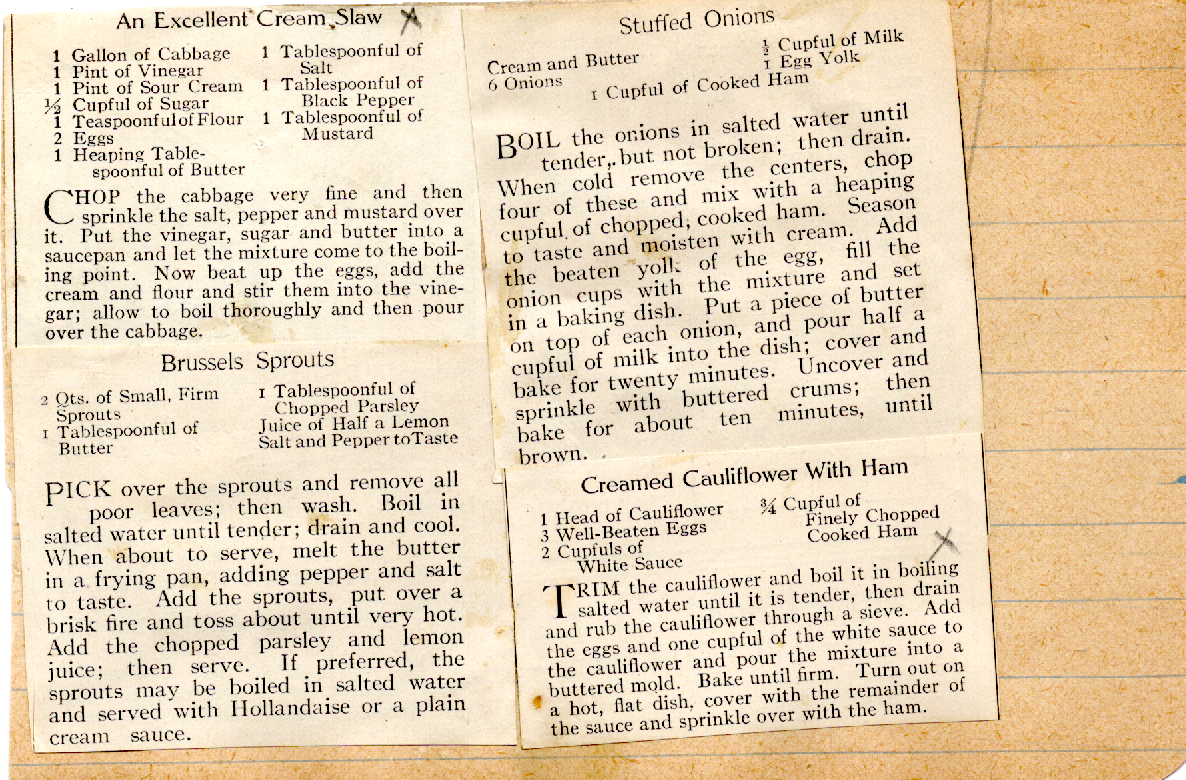 An Excellent Cream Slaw
1 Gallon of Cabbage
1 Pint of Vinegar
1 Pint of Sour Cream
½ Cupful of Sugar
1 Teaspoonful of Flour
2 Eggs
1 Heaping Table-
spoonful of Butter
1 Tablespoonful of
Salt
1 Tablespoonful of
Black Pepper
1 Tablespoonful of
Mustard
CHOP the cabbage very fine and then
sprinkle the salt, pepper and mustard over
it. Put the vinegar, sugar and butter into a
saucepan and let the mixture come to the boil-
ing point. Now beat up the eggs, add the
cream and flour and stir them into the vine-
gar; allow to boil thoroughly and then pour
over the cabbage.
Brussels Sprouts
2 Qts. of Small, Firm
Sprouts
1 Tablespoonful of
Butter
1 Tablespoonful of
Chopped Parsley
Juice of Half a Lemon
Salt and Pepper to Taste
PICK over the sprouts and remove all
poor leaves; then wash. Boil in
salted water until tender; drain and cool.
When about to serve, melt the butter
in a frying pan, adding pepper and salt
to taste. Add the sprouts, put over a
brisk fire and toss about until very hot.
Add the chopped parsley and lemon
juice; then serve. If preferred, the
sprouts may be boiled in salted water
and served with Hollandaise or a plain
cream sauce.
Stuffed Onions
Cream and Butter
6 Onions
½ Cupful of Milk
1 Egg Yolk
1 Cupful of Cooked Ham
BOIL the onions in salted water until
tender, but not broken; then drain.
When cold remove the centers, chop
four of these and mix with a heaping
cupful of chopped, cooked ham. Season
to taste and moisten with cream. Add
the beaten yolk of the egg, fill the
onion cups with the mixture and set
in a baking dish. Put a piece of butter
on top of each onion, and pour half a
cupful of milk into the dish; cover and
bake for twenty minutes. Uncover and
sprinkle with buttered crums; then
bake for about ten minutes, until
brown.
Creamed Cauliflower With Ham
1 Head of Cauliflower
3 Well-Beaten Eggs
2 Cupfuls of
White Sauce
¾ Cupful of
Finely Chopped
Cooked Ham
TRIM the cauliflower and boil it in boiling
salted water until it is tender, then drain
and rub the cauliflower through a sieve. Add
the eggs and one cupful of the white sauce to
the cauliflower and pour the mixture into a
buttered mold. Bake until firm. Turn out on
a hot, flat dish, cover with the remainder of
the sauce and sprinkle over with the ham.